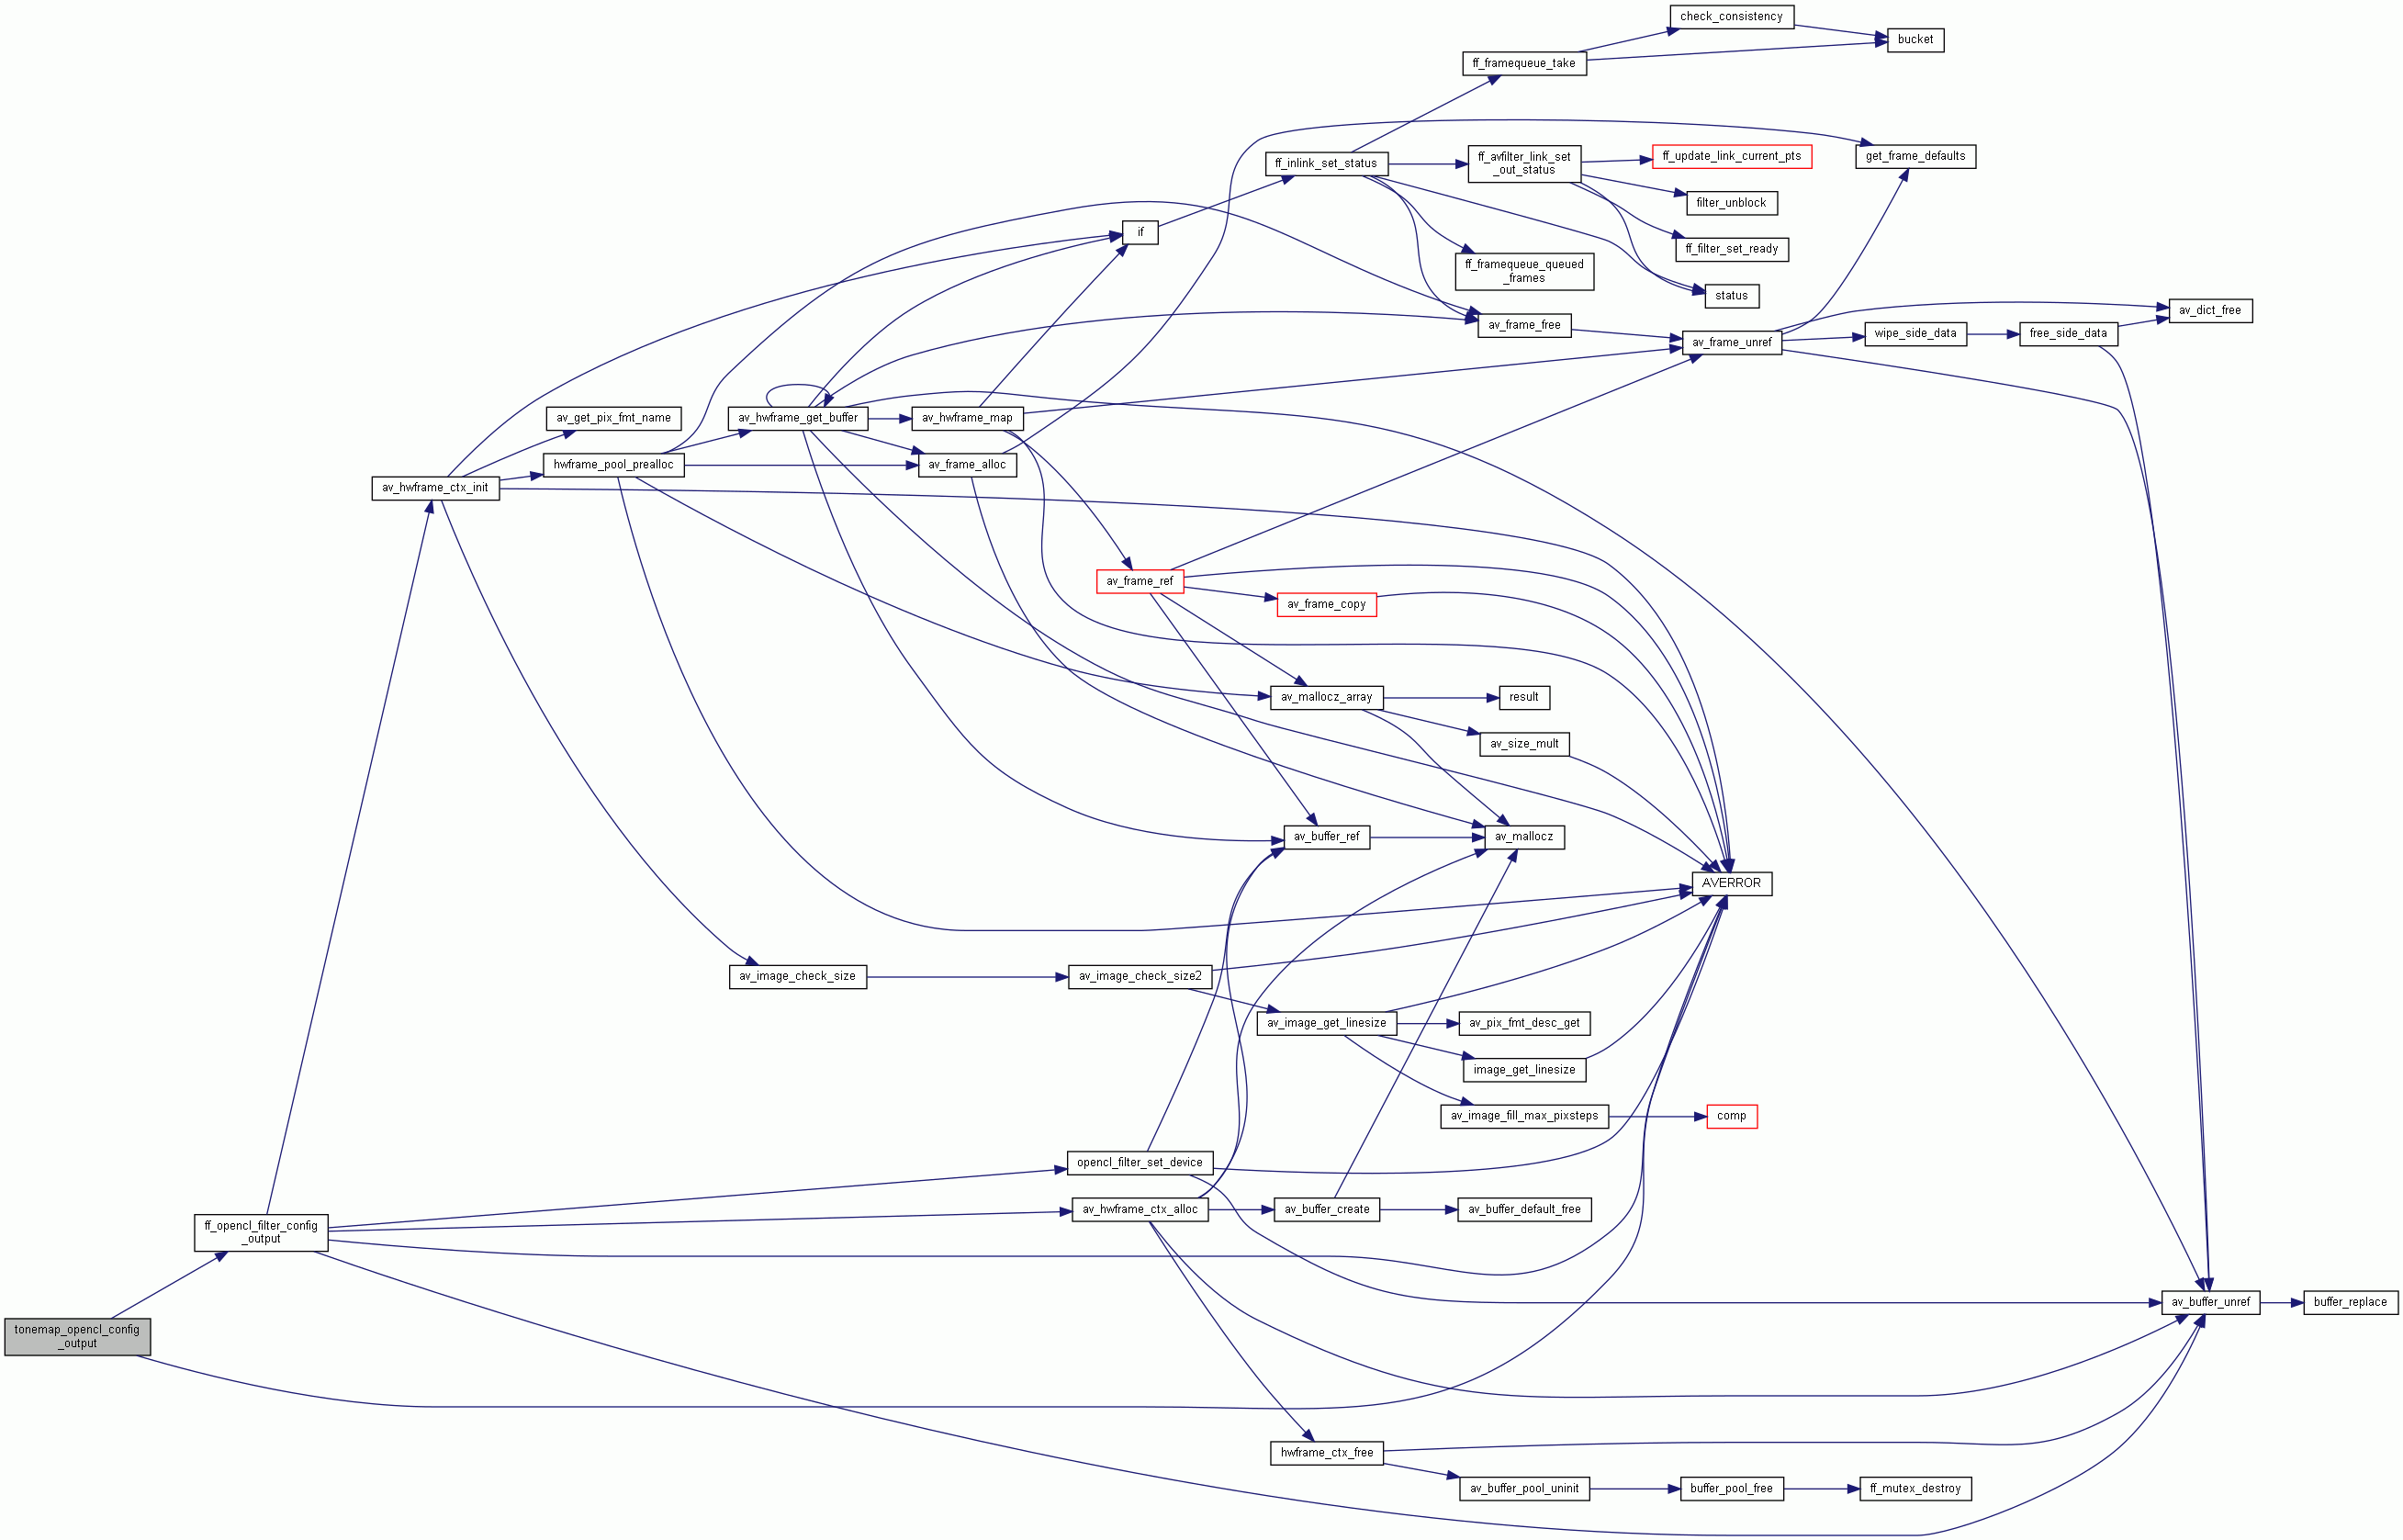 check_consistency
bucket
ff_framequeue_take
ff_inlink_set_status
ff_avfilter_link_set
_out_status
ff_update_link_current_pts
get_frame_defaults
filter_unblock
if
ff_filter_set_ready
ff_framequeue_queued
_frames
status
av_dict_free
av_frame_free
av_frame_unref
wipe_side_data
free_side_data
av_get_pix_fmt_name
av_hwframe_get_buffer
av_hwframe_map
hwframe_pool_prealloc
av_frame_alloc
av_hwframe_ctx_init
av_frame_ref
av_frame_copy
av_mallocz_array
result
av_size_mult
av_buffer_ref
av_mallocz
AVERROR
av_image_check_size
av_image_check_size2
av_image_get_linesize
av_pix_fmt_desc_get
image_get_linesize
av_image_fill_max_pixsteps
comp
opencl_filter_set_device
av_hwframe_ctx_alloc
av_buffer_create
av_buffer_default_free
ff_opencl_filter_config
_output
av_buffer_unref
buffer_replace
tonemap_opencl_config
_output
hwframe_ctx_free
av_buffer_pool_uninit
buffer_pool_free
ff_mutex_destroy